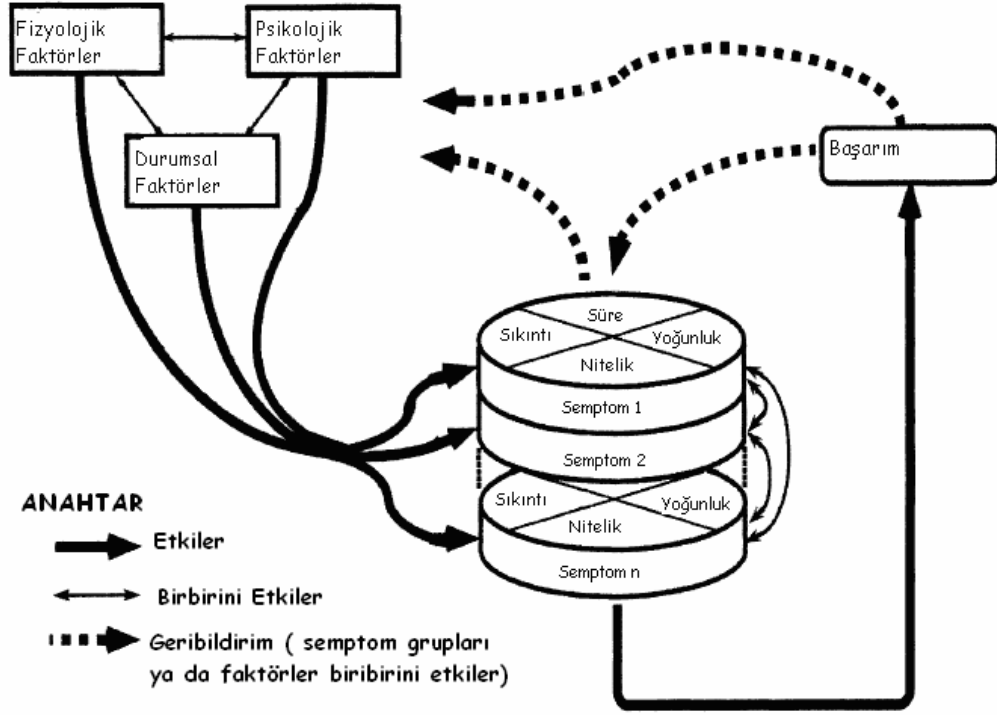 Fizyolojik
Faktörler
Psikolojik
Faktörler
Durumsal
Faktörler
Başarım
Süre
Sıkıntı
Yoğunluk
Nitelik
Semptom 1
Semptom 2
Sıkıntı
Yoğunluk
Nitelik
Semptom n
ANAHTAR
Etkiler
Birbirini Etkiler
Geribildirim ( semptom grupları
ya da faktörler biribirini etkiler)